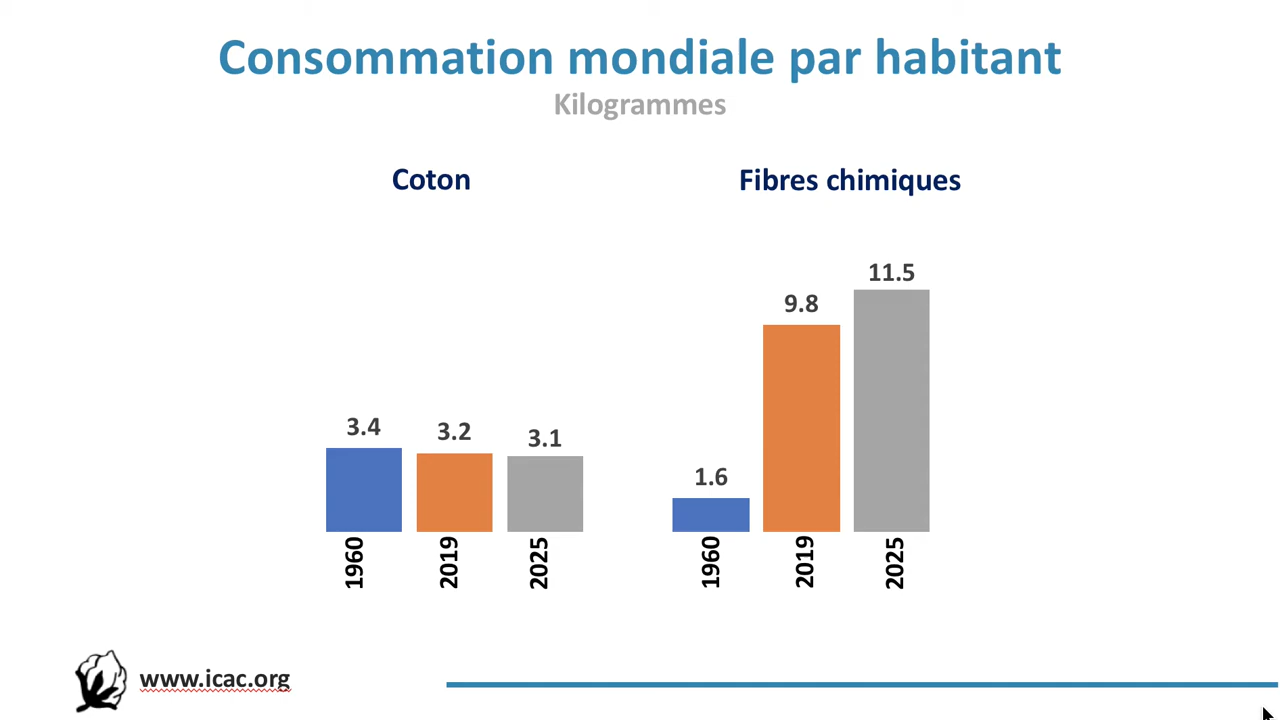 Consommation mondiale par habitant
Kilogrammes
Coton
Fibres chimiques
3.4
3.2
3.1
1.6
9.8
11.5
1960
2019
2025
1960
2019
2025
www.icac.org